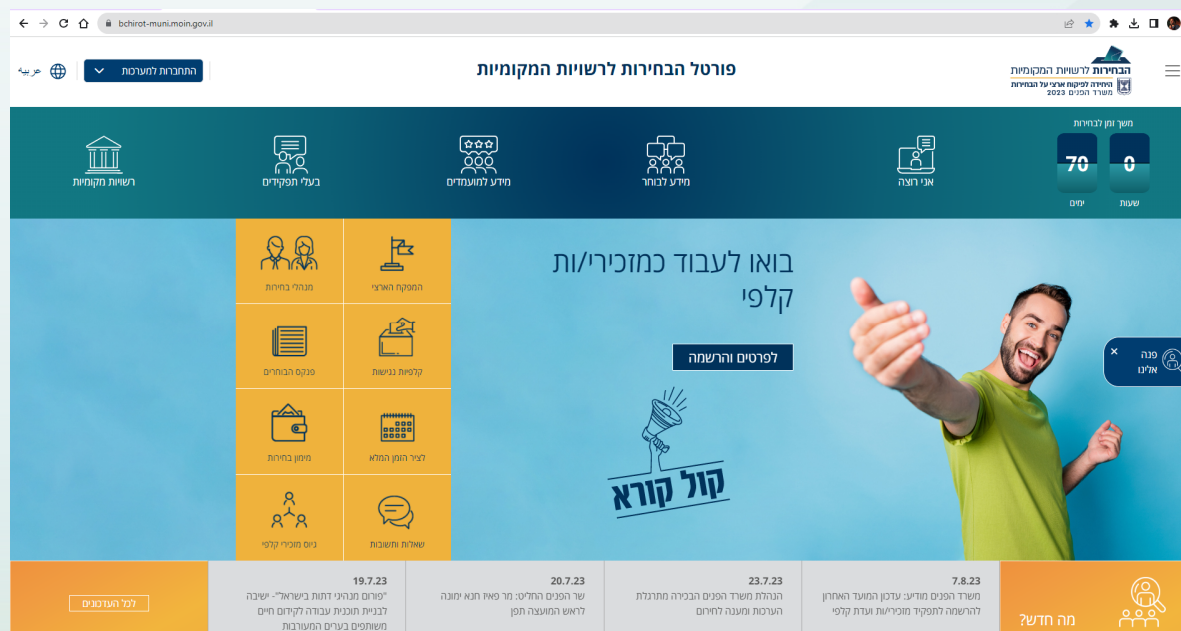 bchirot-muni.moin.gov.il
הבחירות לרשויות המקומיות
היחידה לפיקוח ארצי על הבחירות
משרד הפנים 2023
פורטל הבחירות לרשויות המקומיות
התחברות למערכות
عربية
משך זמן לבחירות
0
70
שעות
ימים
אני רוצה
מידע לבוחר
מידע למועמדים
בעלי תפקידים
רשויות מקומיות
בואו לעבוד כמזכירי/ות
קלפי
לפרטים והרשמה
קול קורא
המפקח הארצי
מנהלי בחירות
קלפיות נגישות
פנקס הבוחרים
לציר הזמן המלא
מימון בחירות
שאלות ותשובות
גיוס מזכירי קלפי
פנה
אלינו
×
מה חדש?
7.8.23
משרד הפנים מודיע: עדכון המועד האחרון
להרשמה לתפקיד מזכירי/ות ועדת קלפי
23.7.23
הנהלת משרד הפנים הבכירה מתרגלת
הערכות ומענה לחירום
20.7.23
שר הפנים החליט: מר פאיז חנא ימונה
לראש המועצה תפן
19.7.23
"פורום מנהיגי דתות בישראל"- ישיבה
לבניית תוכנית עבודה לקידום חיים
משותפים בערים המעורבות
לכל העדכונים